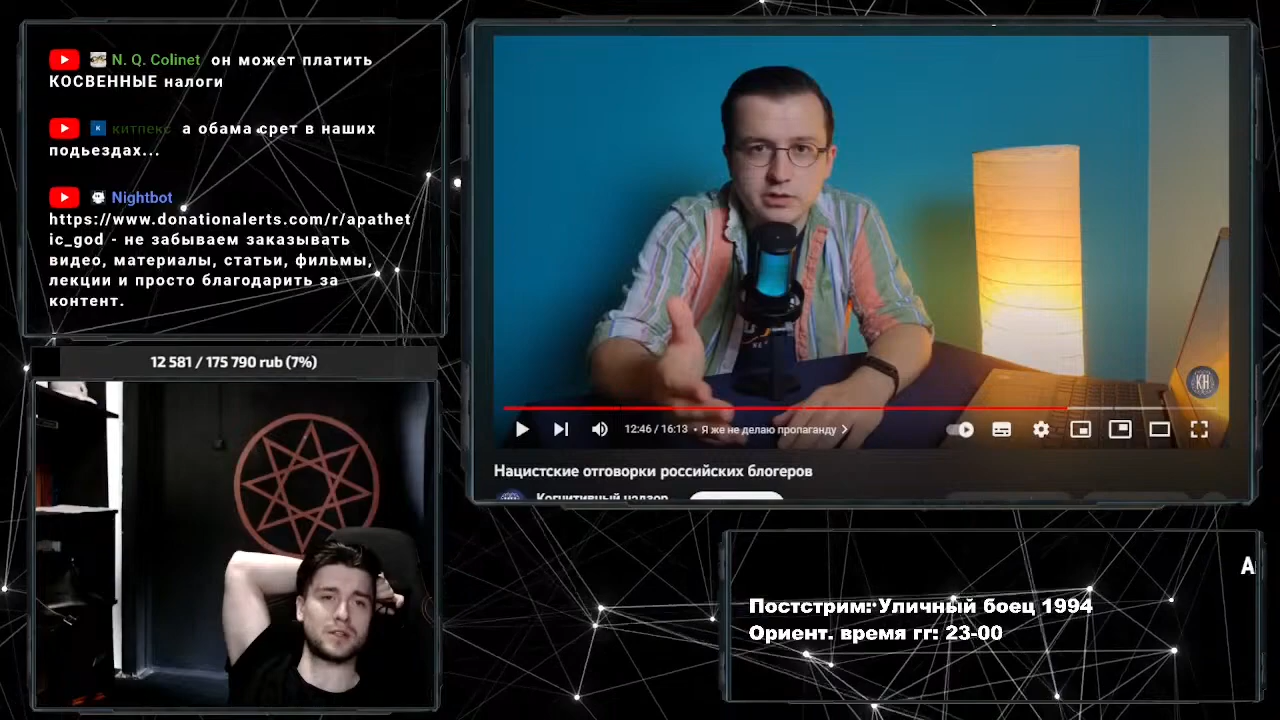 N. Q. Colinet он может платить
КОСВЕННЫЕ налоги
китпекс а обама срет в наших
подьездах...
Nightbot
https://www.donationalerts.com/r/apathet
ic_god - не забываем заказывать
видео, материалы, статьи, фильмы,
лекции и просто благодарить за
контент.
12 581 / 175 790 rub (7%)
КН
12:46 / 16:13 • Я же не делаю пропаганду
Нацистские отговорки российских блогеров
Когнитивный надзор
А
Постстрим: Уличный боец 1994
Ориент. время гг: 23-00